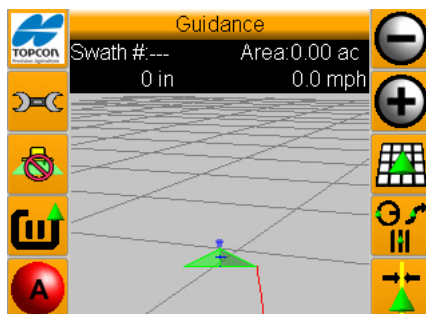 Guidance
TOPCON
Precision Agriculture
Swath #:---
Area:0.00 ac
0 in
0.0 mph
A